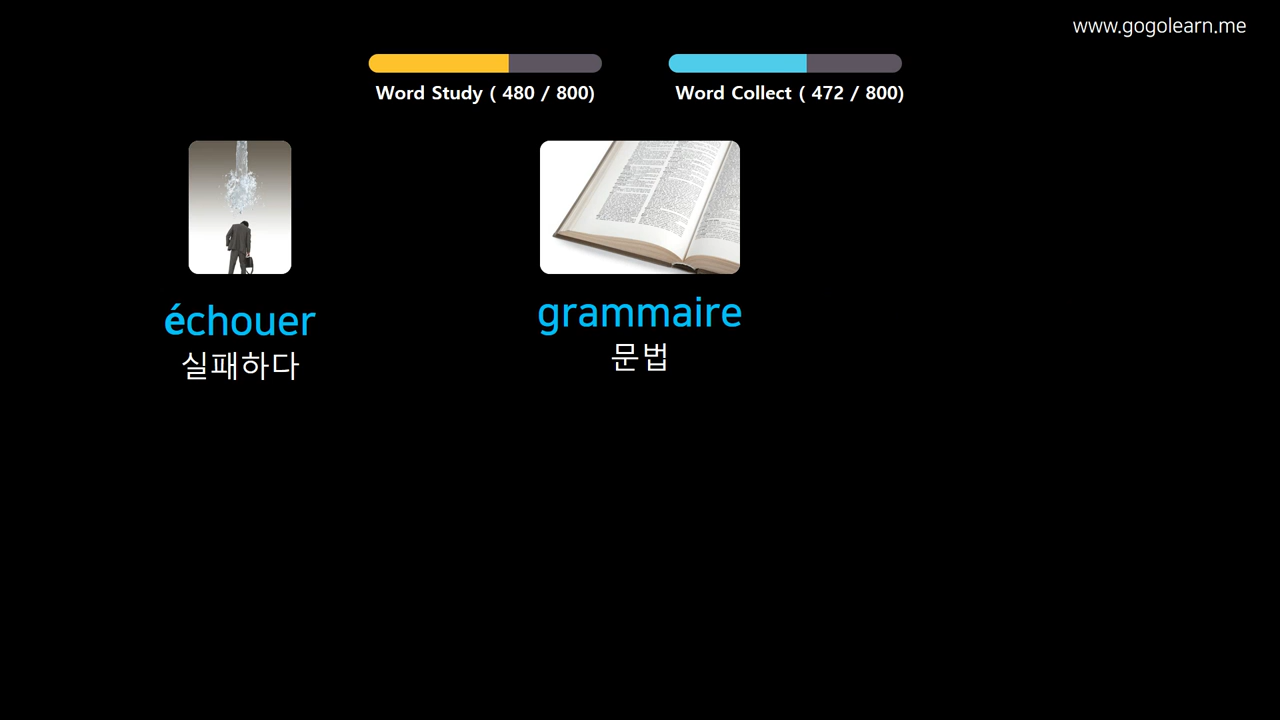 www.gogolearn.me
Word Study ( 480 / 800)
Word Collect ( 472 / 800)
échouer
실패하다
grammaire
문법